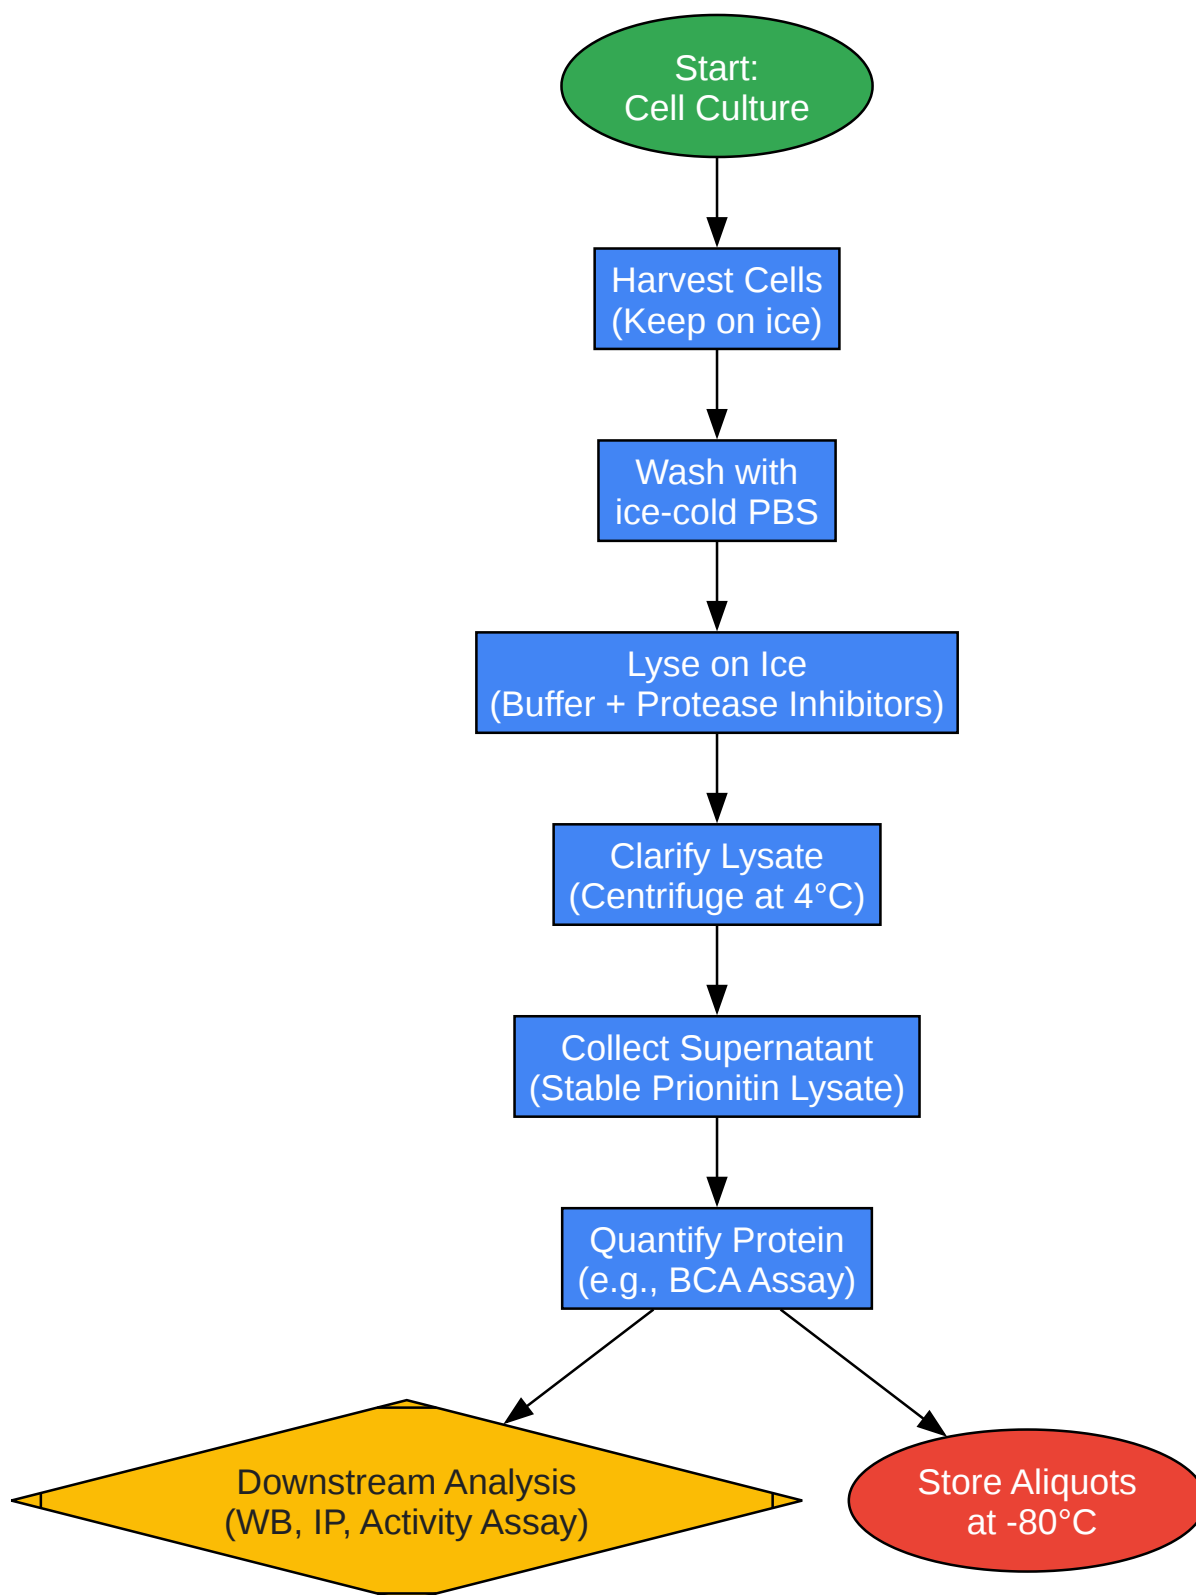 Start:
Cell Culture
Harvest Cells
(Keep on ice)
Wash with
ice-cold PBS
Lyse on Ice
(Buffer + Protease Inhibitors)
Clarify Lysate
(Centrifuge at 4°C)
Collect Supernatant
(Stable Prionitin Lysate)
Quantify Protein
(e.g., BCA Assay)
Downstream Analysis
(WB, IP, Activity Assay)
Store Aliquots
at -80°C